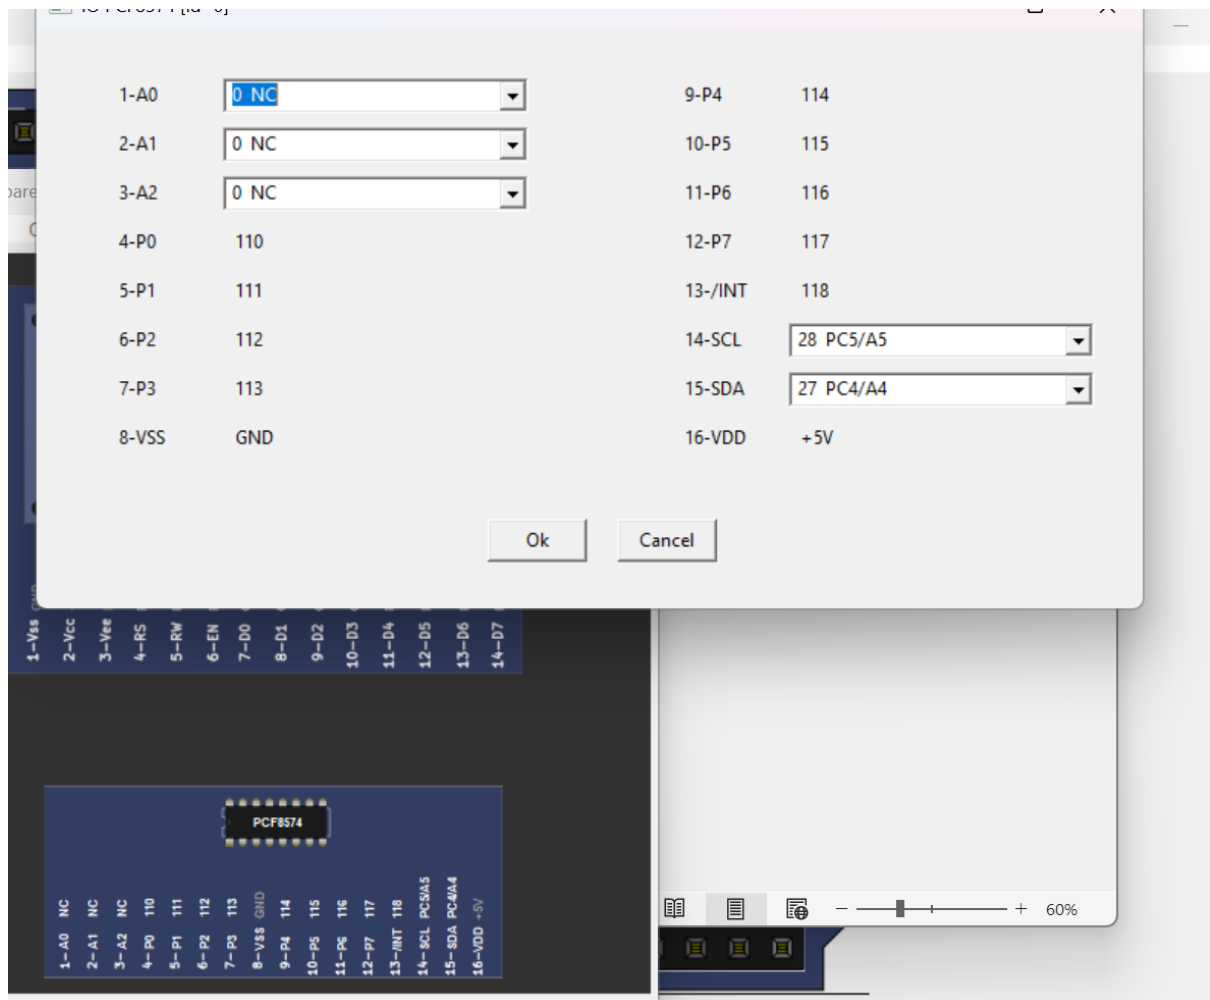 1-A0 0 NC 9-P4 114
2-A1 0 NC 10-P5 115
3-A2 0 NC 11-P6 116
4-P0 110 12-P7 117
5-P1 111 13-/INT 118
6-P2 112 14-SCL 28 PC5/A5
7-P3 113 15-SDA 27 PC4/A4
8-VSS GND 16-VDD +5V
Ok Cancel
1-Vss
2-Vcc
3-Vee
4-RS
5-RW
6-EN
7-D0
8-D1
9-D2
10-D3
11-D4
12-D5
13-D6
14-D7
PCF8574
1-A0 NC
2-A1 NC
3-A2 NC
4-P0 110
5-P1 111
6-P2 112
7-P3 113
8-VSS GND
9-P4 114
10-P5 115
11-P6 116
12-P7 117
13-/INT 118
14-SCL PC5/A5
15-SDA PC4/A4
16-VDD +5V
60%